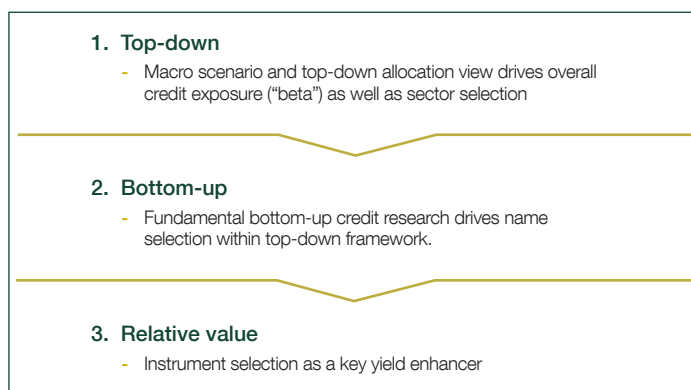 1. Top-down
- Macro scenario and top-down allocation view drives overall
credit exposure (“beta”) as well as sector selection
2. Bottom-up
- Fundamental bottom-up credit research drives name
selection within top-down framework.
3. Relative value
- Instrument selection as a key yield enhancer